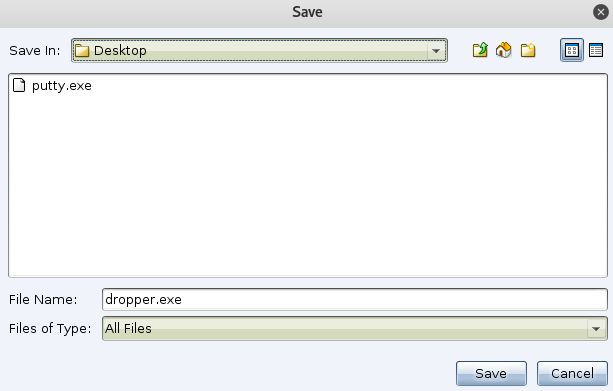 Save
Save In: Desktop
putty.exe
File Name: dropper.exe
Files of Type: All Files
Save Cancel